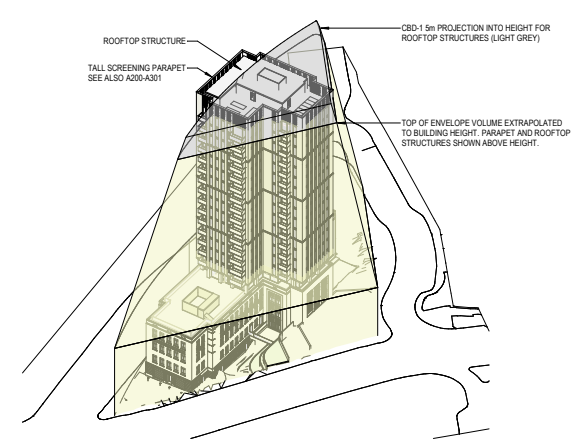 CBD-1 5m PROJECTION INTO HEIGHT FOR
ROOFTOP STRUCTURES (LIGHT GREY)
ROOFTOP STRUCTURE
TALL SCREENING PARAPET
SEE ALSO A200-A301
TOP OF ENVELOPE VOLUME EXTRAPOLATED
TO BUILDING HEIGHT. PARAPET AND ROOFTOP
STRUCTURES SHOWN ABOVE HEIGHT.